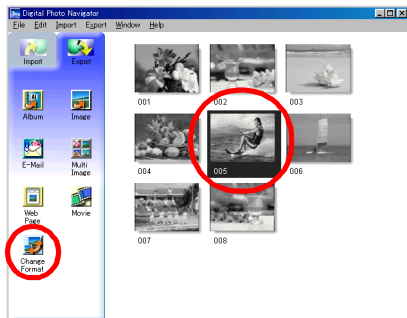 Digital Photo Navigator
File Edit Import Export Window Help
Import Export
Album Image
E-Mail Multi Image
Web Page Movie
Change Format
001 002 003
004 005 006
007 008